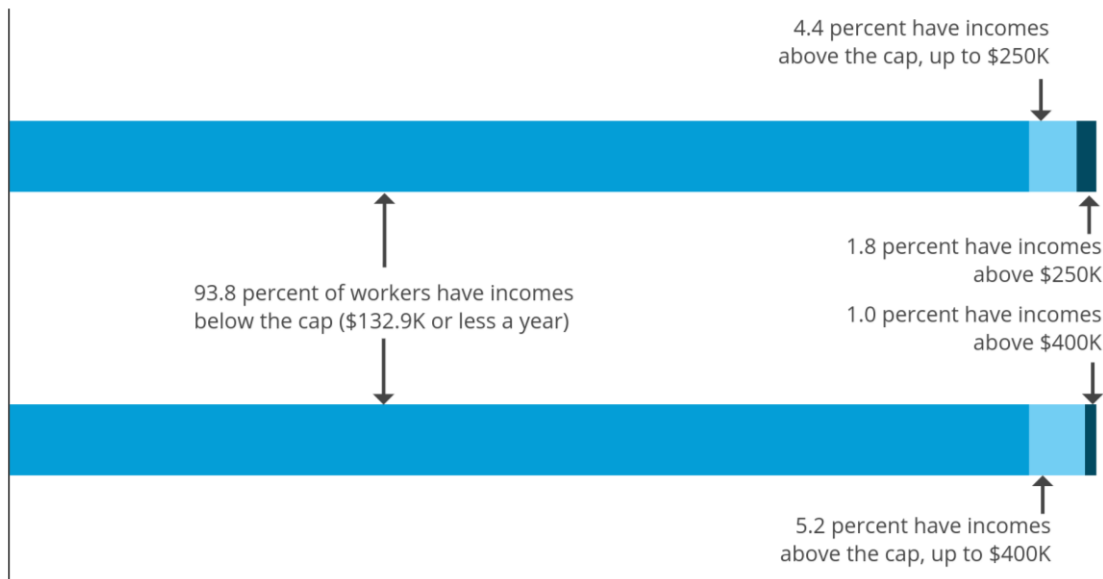 4.4 percent have incomes
above the cap, up to $250K
93.8 percent of workers have incomes
below the cap ($132.9K or less a year)
1.8 percent have incomes
above $250K
1.0 percent have incomes
above $400K
5.2 percent have incomes
above the cap, up to $400K